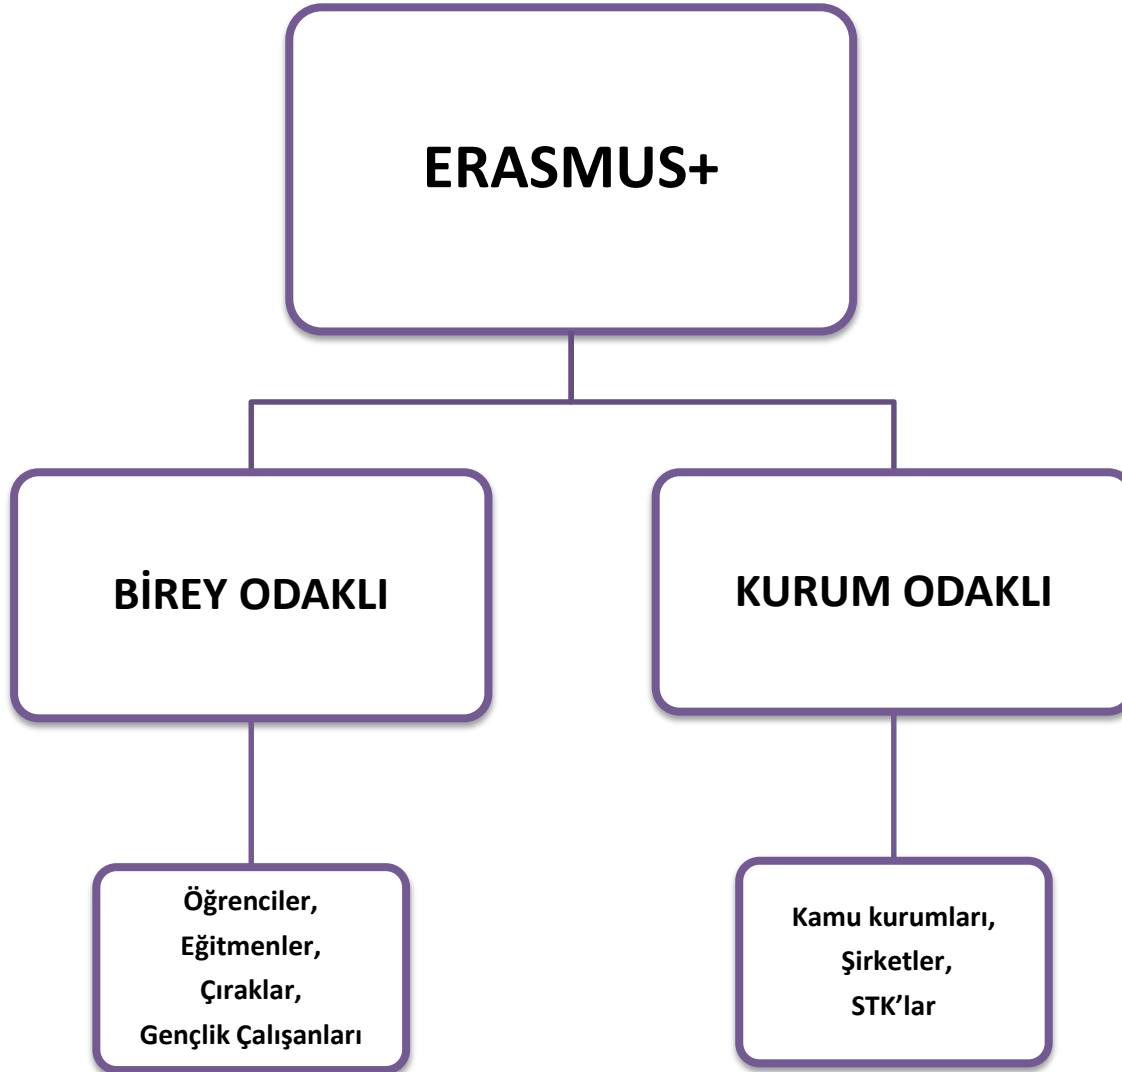 ERASMUS+
BİREY ODAKLI
KURUM ODAKLI
Öğrenciler,
Eğitmenler,
Çıraklar,
Gençlik Çalışanları
Kamu kurumları,
Şirketler,
STK’lar